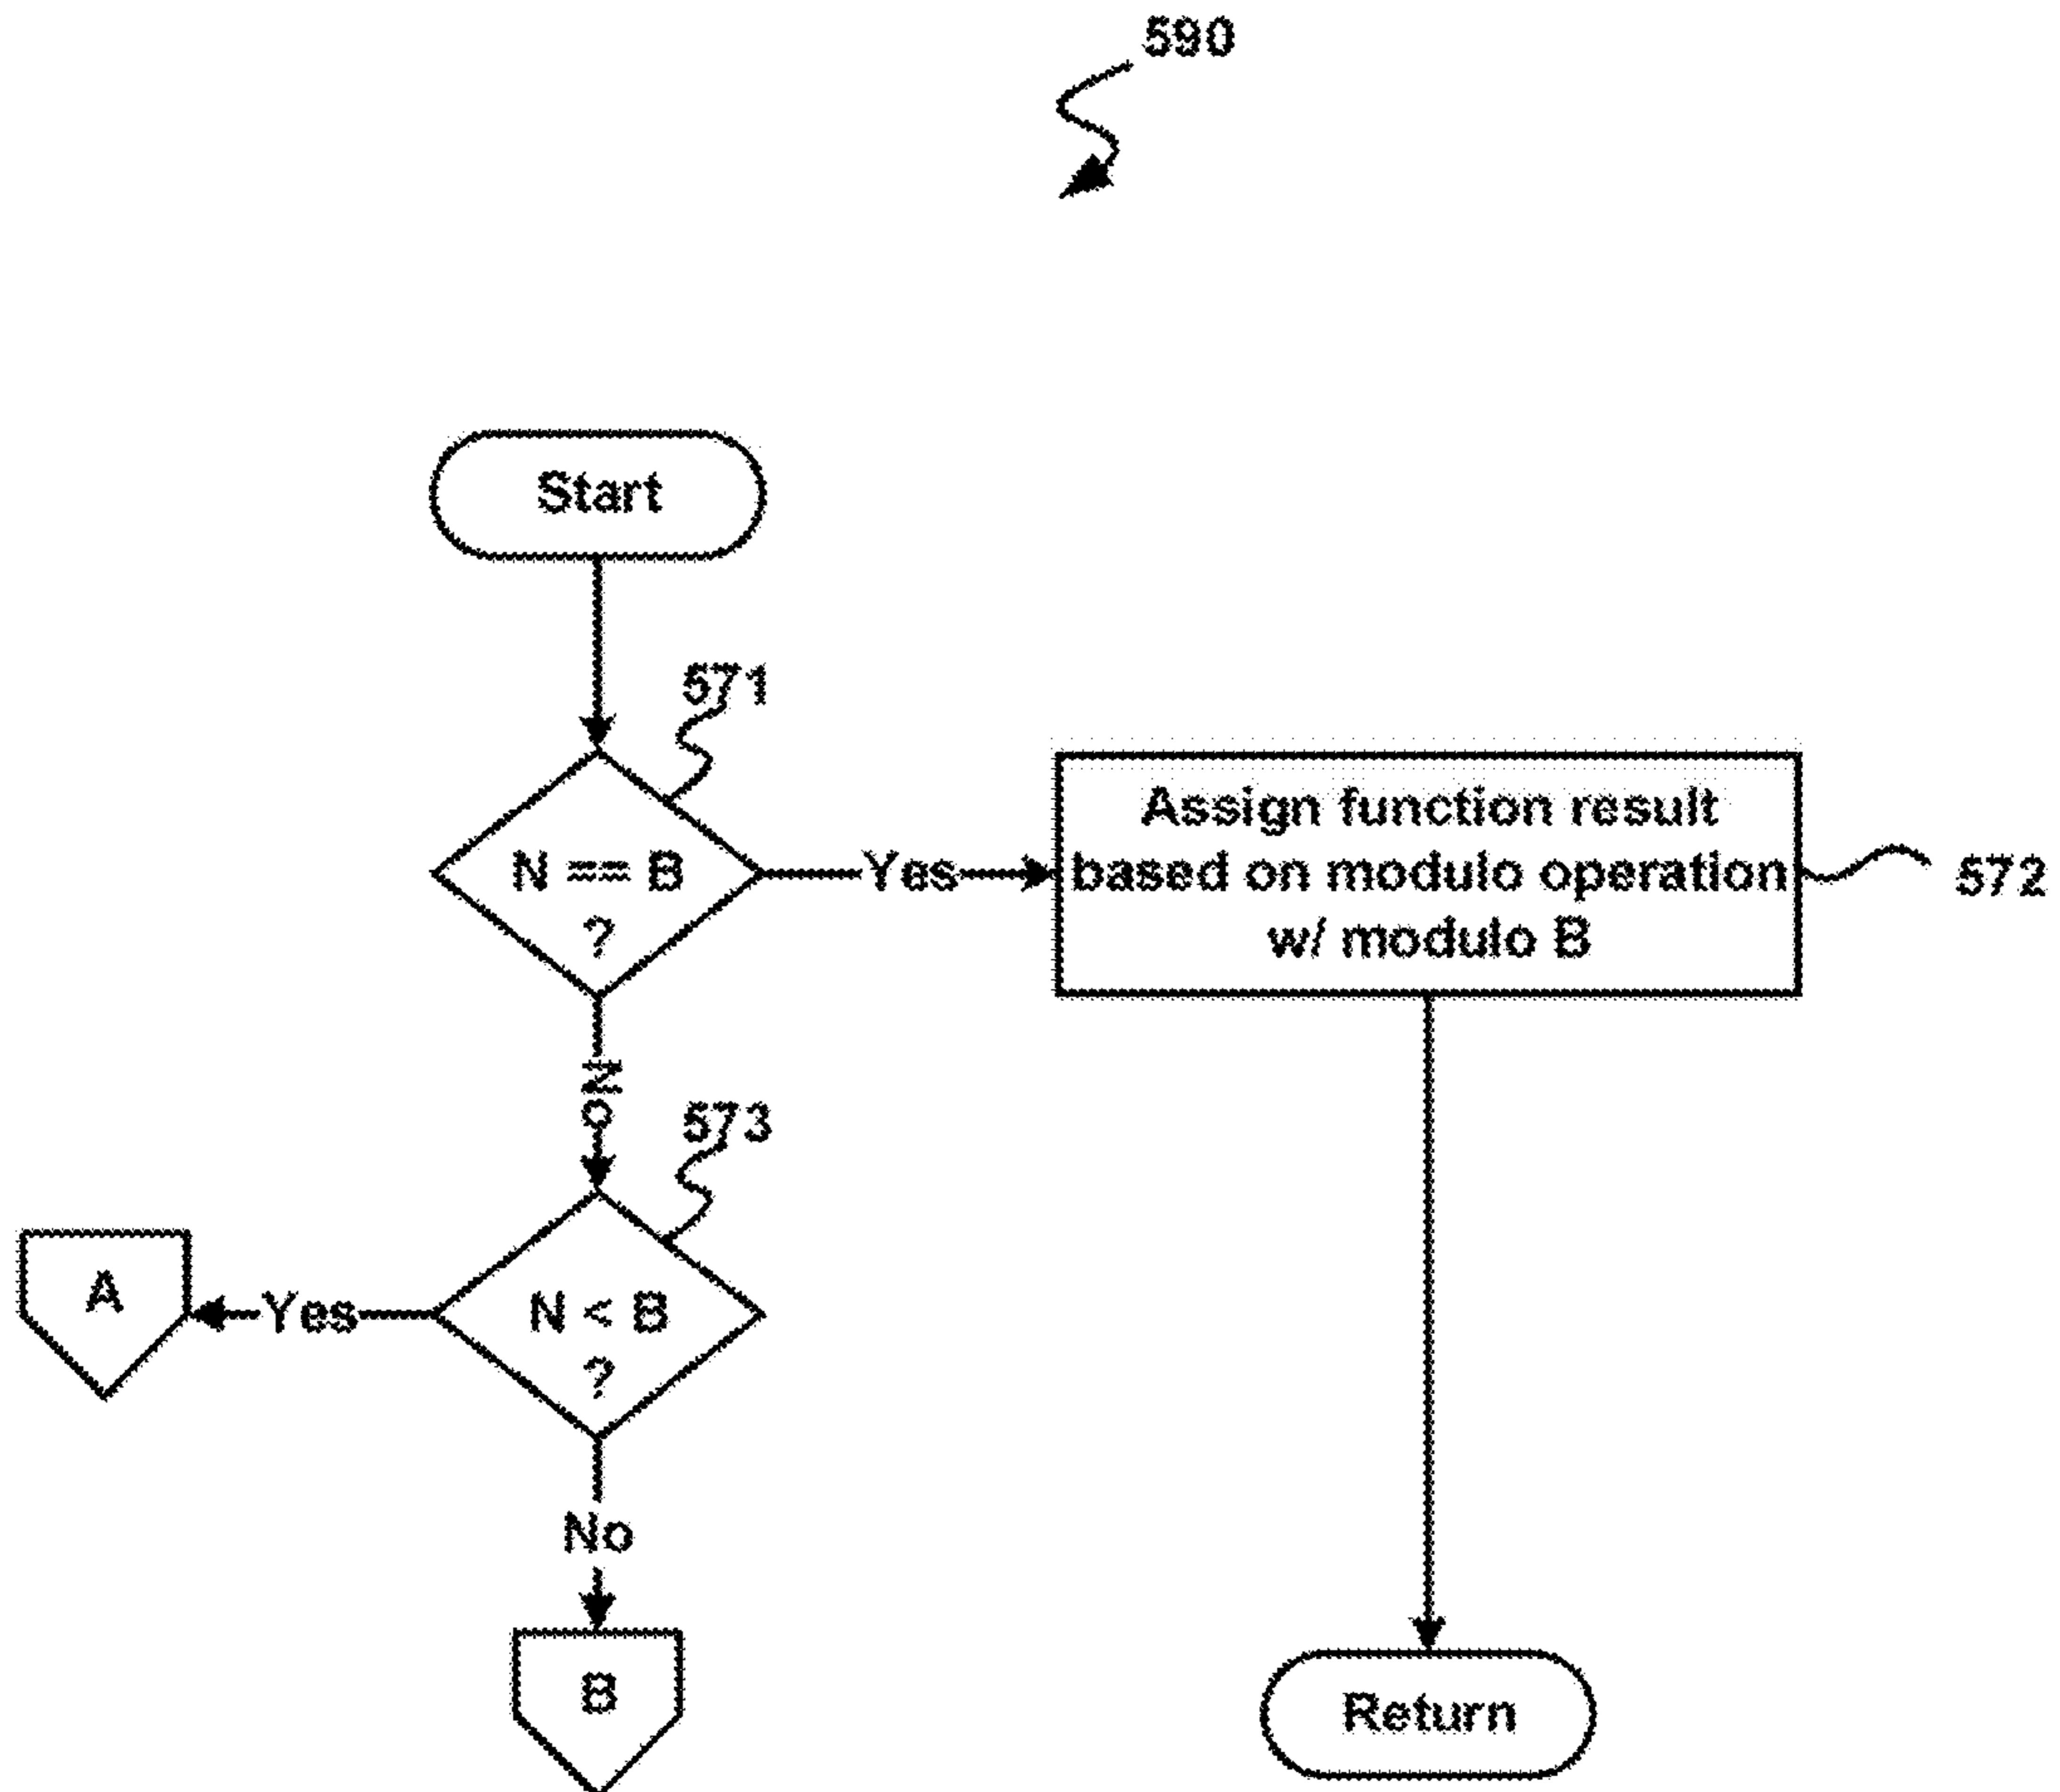 590
Start
571
N == B
?
Yes
Assign function result
based on modulo operation
w/ modulo B
572
No
573
N < B
?
Yes
A
No
B
Return